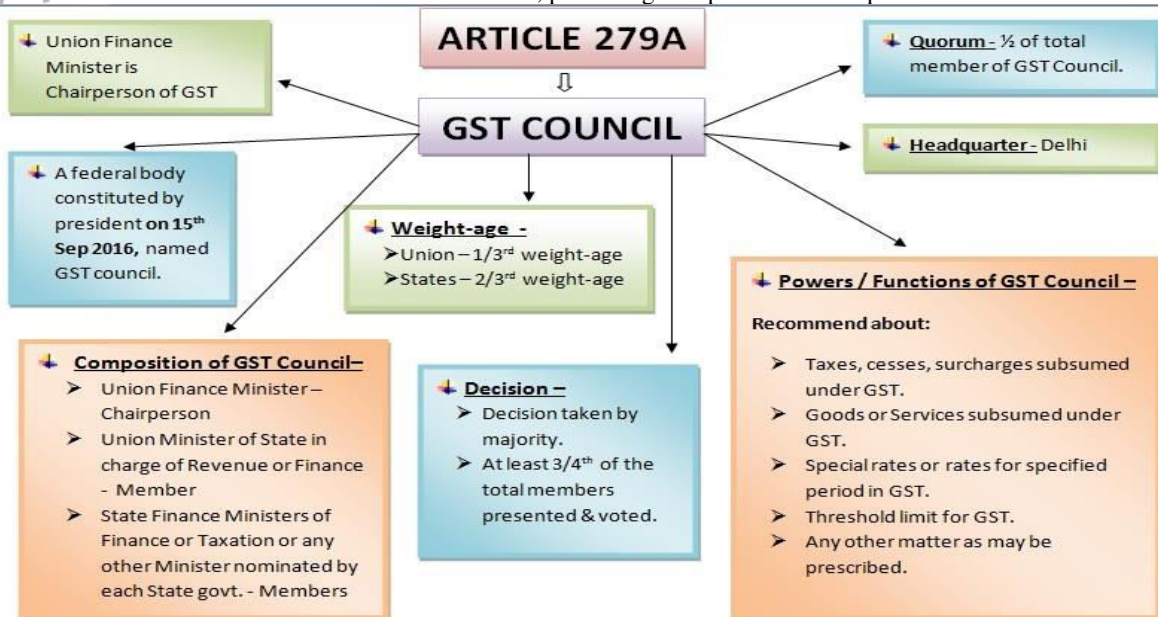 ARTICLE 279A
GST COUNCIL
Union Finance
Minister is
Chairperson of GST
A federal body
constituted by
president on 15th
Sep 2016, named
GST council.
Composition of GST Council–
➤ Union Finance Minister –
Chairperson
➤ Union Minister of State in
charge of Revenue or Finance
- Member
➤ State Finance Ministers of
Finance or Taxation or any
other Minister nominated by
each State govt. - Members
Weight-age -
➤Union – 1/3rd weight-age
➤States – 2/3rd weight-age
Decision –
➤ Decision taken by
majority.
➤ At least 3/4th of the
total members
presented & voted.
Quorum - ½ of total
member of GST Council.
Headquarter - Delhi
Powers / Functions of GST Council –
Recommend about:
➤ Taxes, cesses, surcharges subsumed
under GST.
➤ Goods or Services subsumed under
GST.
➤ Special rates or rates for specified
period in GST.
➤ Threshold limit for GST.
➤ Any other matter as may be
prescribed.